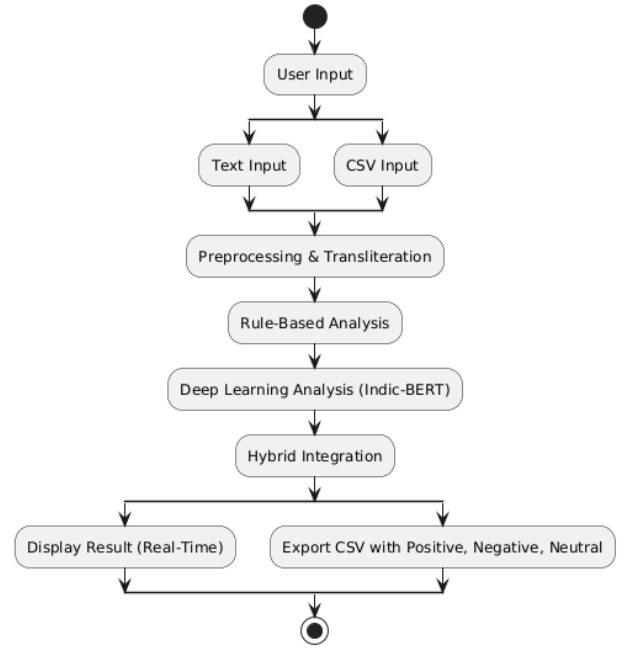 User Input
Text Input
CSV Input
Preprocessing & Transliteration
Rule-Based Analysis
Deep Learning Analysis (Indic-BERT)
Hybrid Integration
Display Result (Real-Time)
Export CSV with Positive, Negative, Neutral